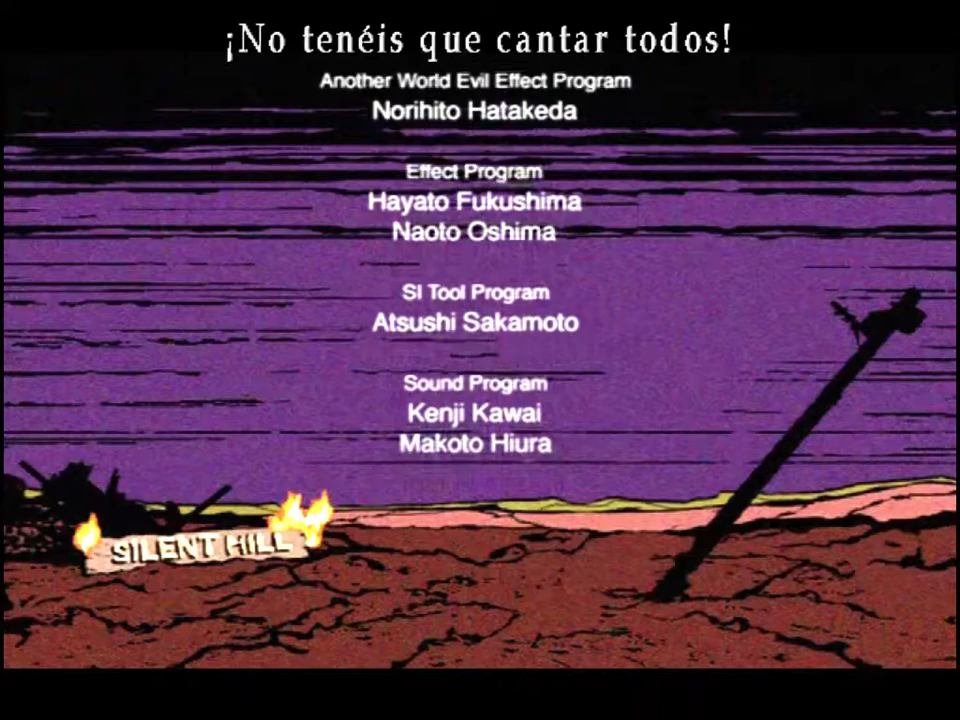 ¡No tenéis que cantar todos!
Another World Evil Effect Program
Norihito Hatakeda
Effect Program
Hayato Fukushima
Naoto Oshima
SI Tool Program
Atsushi Sakamoto
Sound Program
Kenji Kawai
Makoto Hiura
SILENT HILL